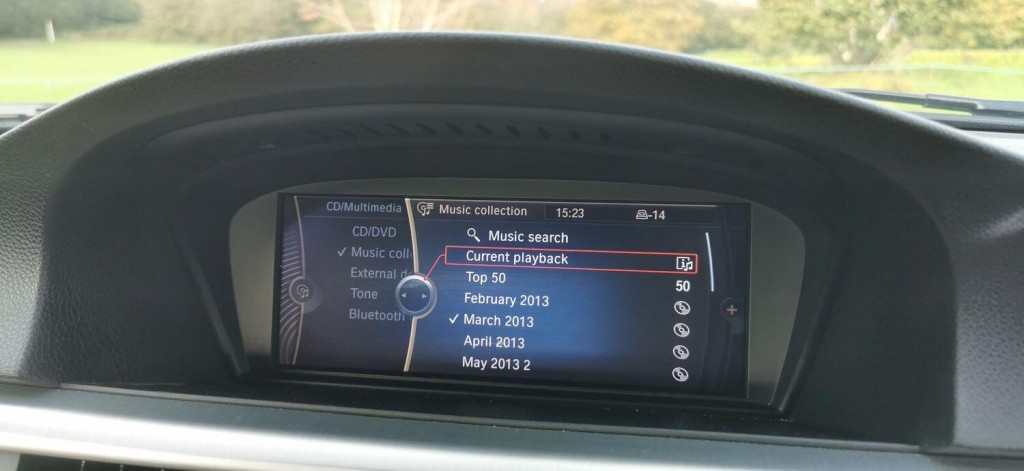 CD/Multimedia
CD/DVD
Music coll
External d
Tone
Bluetooth
Music collection 15:23 -14
Music search
Current playback
Top 50 50
February 2013
March 2013
April 2013
May 2013 2